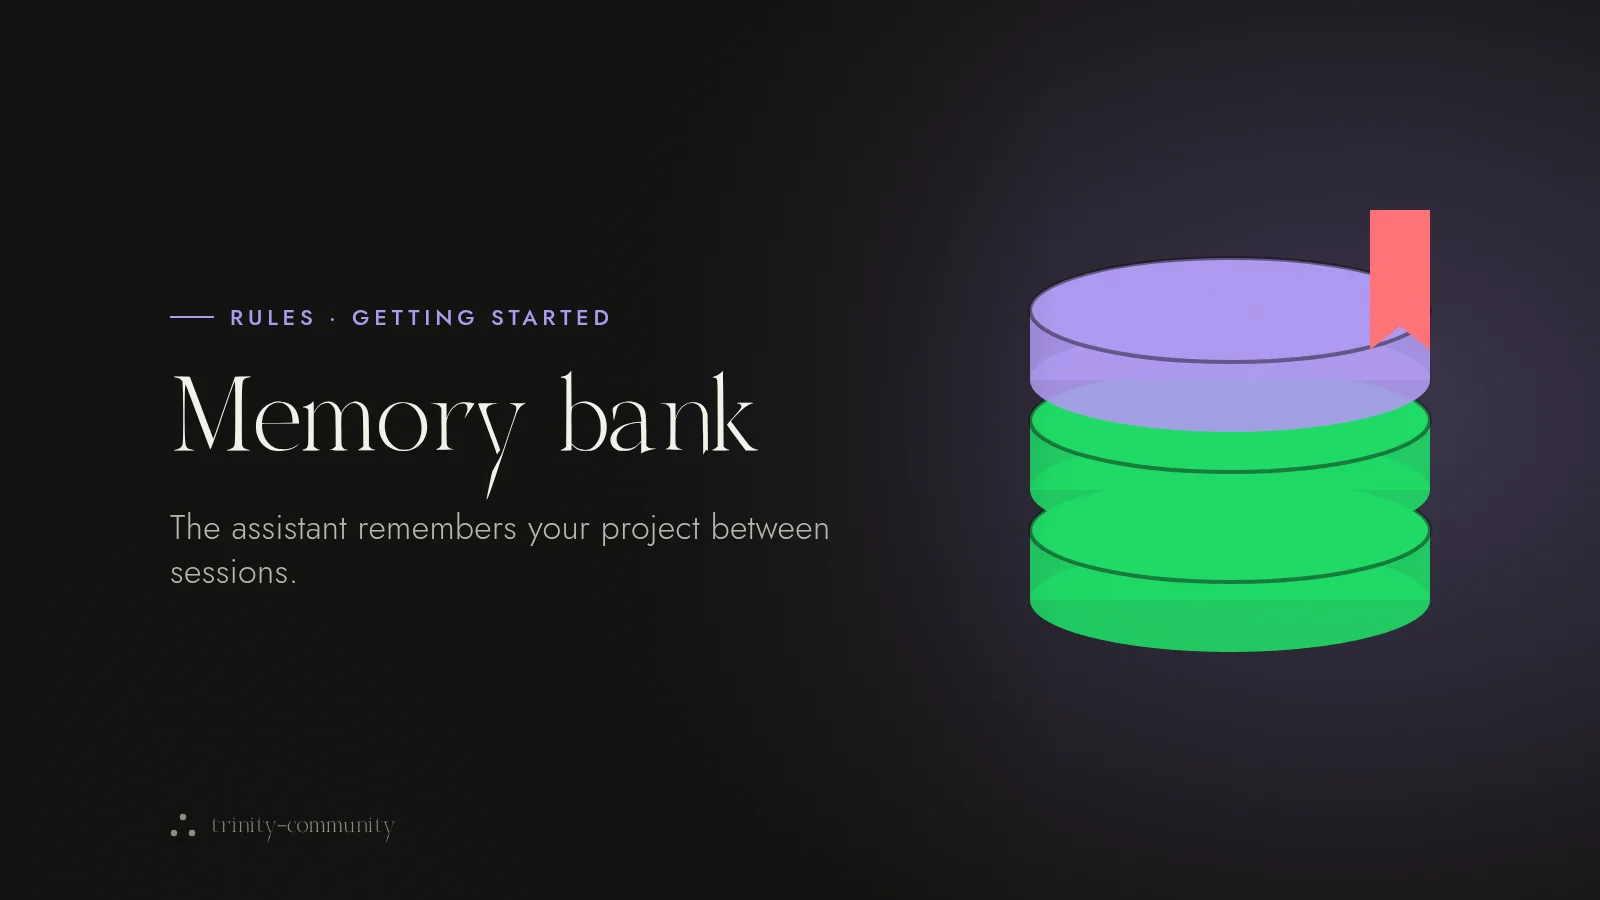 RULES · GETTING STARTED
Memory bank
The assistant remembers your project between
sessions.
trinity-community